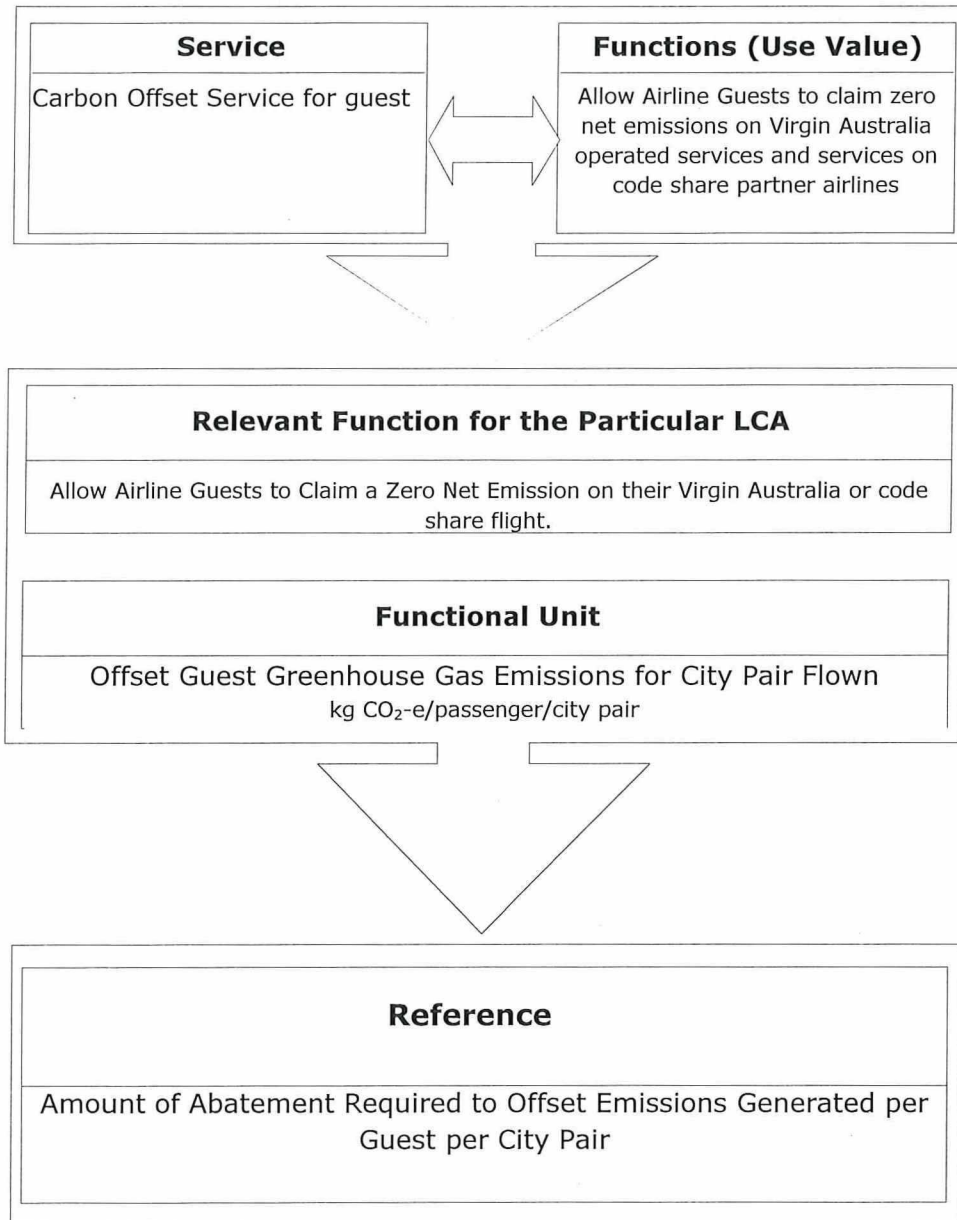 Service
Carbon Offset Service for guest
Functions (Use Value)
Allow Airline Guests to claim zero
net emissions on Virgin Australia
operated services and services on
code share partner airlines
Relevant Function for the Particular LCA
Allow Airline Guests to Claim a Zero Net Emission on their Virgin Australia or code
share flight.
Functional Unit
Offset Guest Greenhouse Gas Emissions for City Pair Flown
kg CO₂-e/passenger/city pair
Reference
Amount of Abatement Required to Offset Emissions Generated per
Guest per City Pair